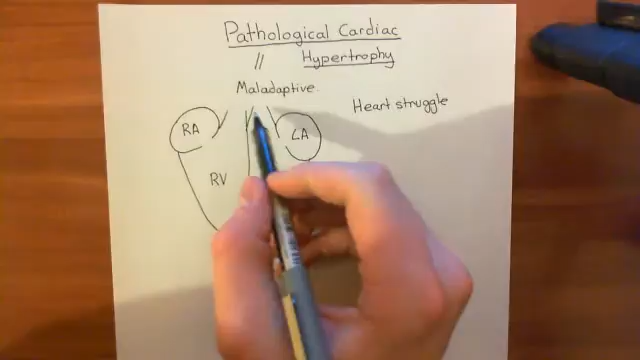 Pathological Cardiac
Hypertrophy
Maladaptive
Heart struggle
RA
LA
RV